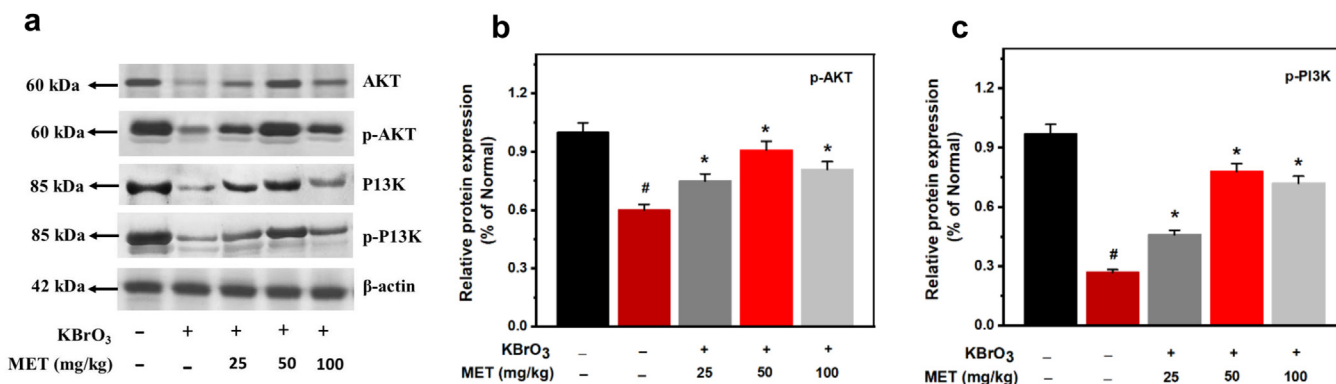 a
60 kDa AKT
60 kDa p-AKT
85 kDa P13K
85 kDa p-P13K
42 kDa β-actin
KBrO₃ – + + + +
MET (mg/kg) – – 25 50 100
b
p-AKT
Relative protein expression
(% of Normal)
1.2
0.9
0.6
0.3
0.0
# * * *
KBrO₃ – – + + +
MET (mg/kg) – – 25 50 100
c
p-PI3K
Relative protein expression
(% of Normal)
1.2
0.9
0.6
0.3
0.0
# * * *
KBrO₃ – – + + +
MET (mg/kg) – – 25 50 100